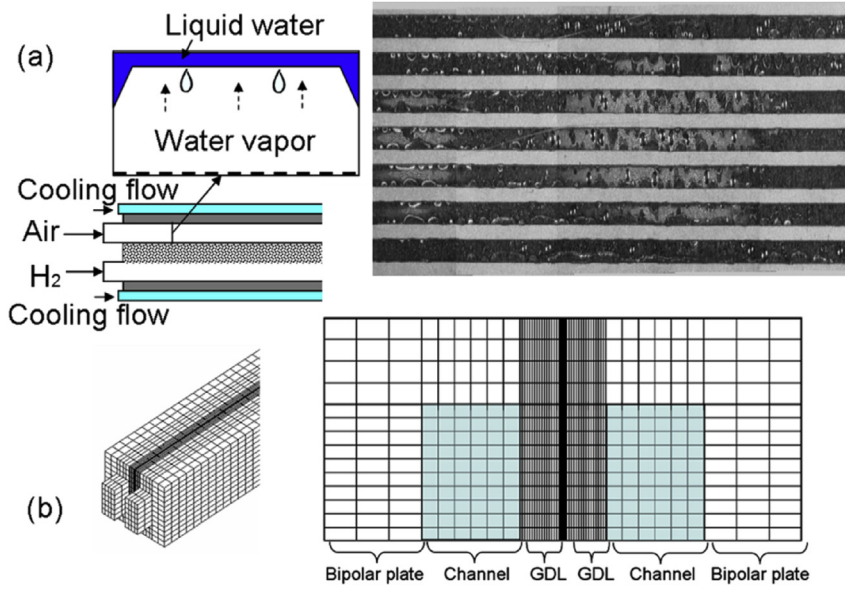 (a)
Liquid water
Water vapor
Cooling flow
Air
H2
Cooling flow
(b)
Bipolar plate Channel GDL GDL Channel Bipolar plate